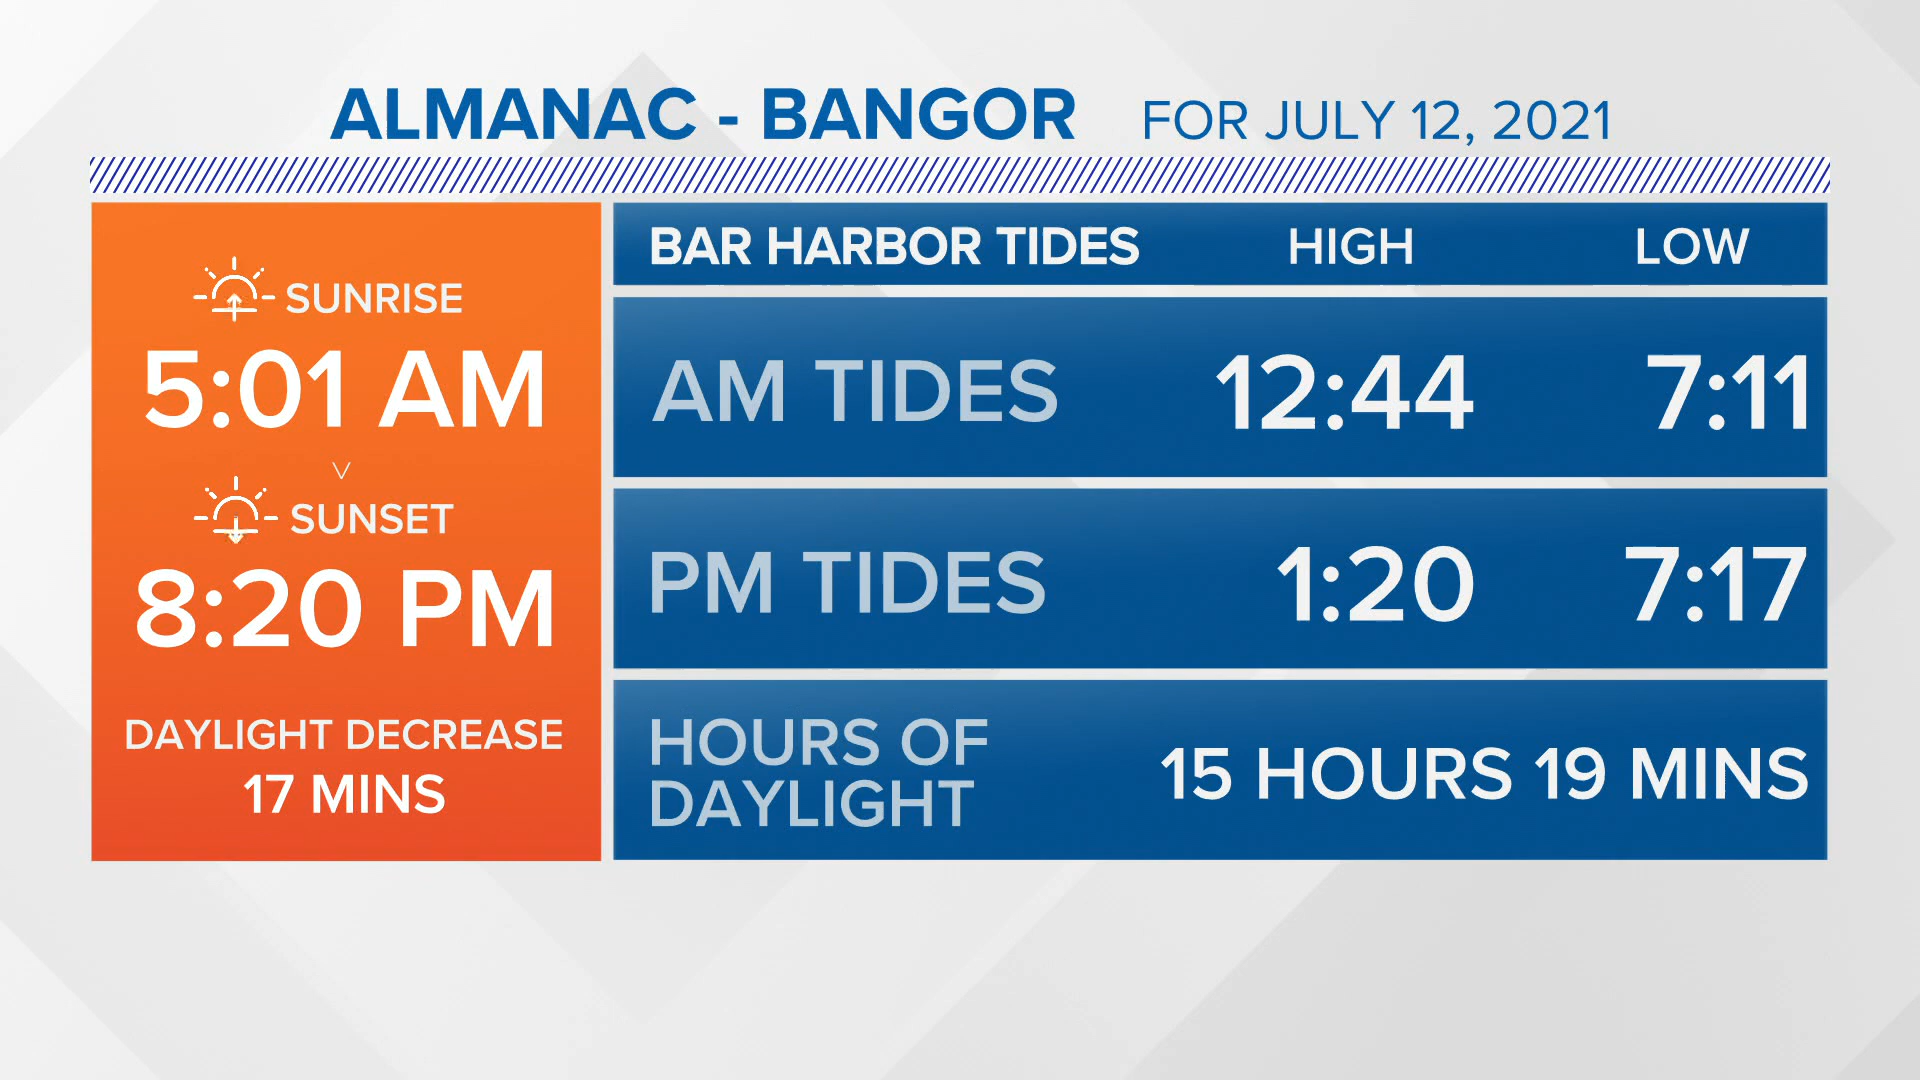 ALMANAC - BANGOR FOR JULY 12, 2021
SUNRISE
5:01 AM
SUNSET
8:20 PM
DAYLIGHT DECREASE
17 MINS
BAR HARBOR TIDES HIGH LOW
AM TIDES 12:44 7:11
PM TIDES 1:20 7:17
HOURS OF
DAYLIGHT
15 HOURS 19 MINS